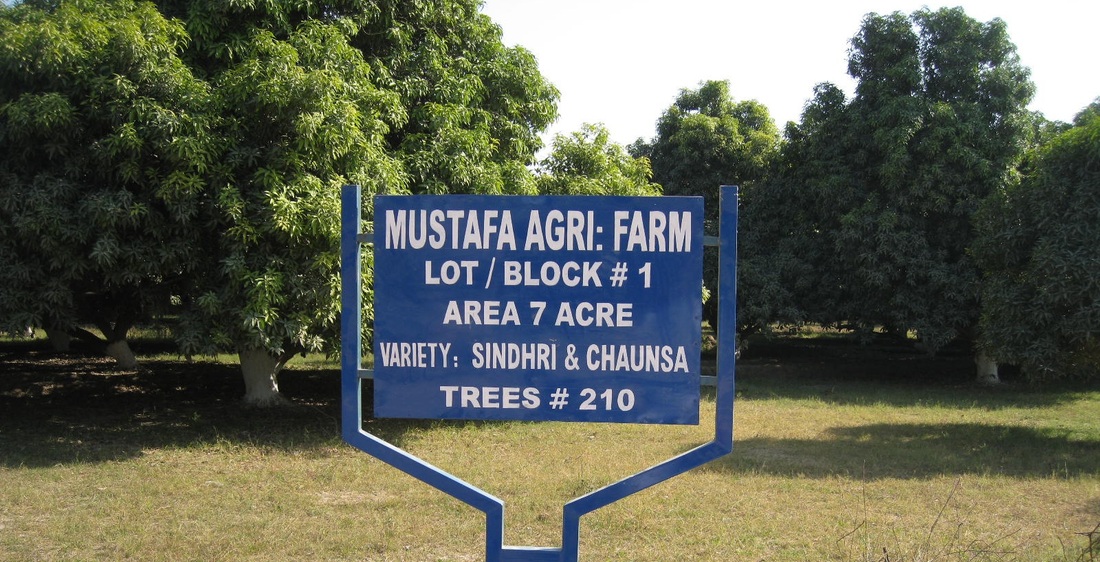 MUSTAFA AGRI: FARM
LOT / BLOCK # 1
AREA 7 ACRE
VARIETY: SINDHRI & CHAUNSA
TREES # 210